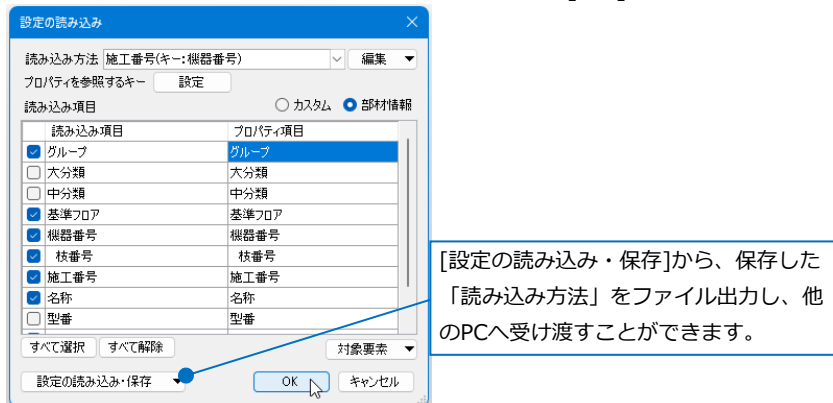 設定の読み込み
読み込み方法 施工番号(キー:機器番号) 編集
プロパティを参照するキー 設定
読み込み項目 カスタム 部材情報
読み込み項目 プロパティ項目
グループ グループ
大分類 大分類
中分類 中分類
基準フロア 基準フロア
機器番号 機器番号
枝番号 枝番号
施工番号 施工番号
名称 名称
型番 型番
すべて選択 すべて解除 対象要素
設定の読み込み・保存 OK キャンセル
[設定の読み込み・保存]から、保存した
「読み込み方法」をファイル出力し、他
のPCへ受け渡すことができます。